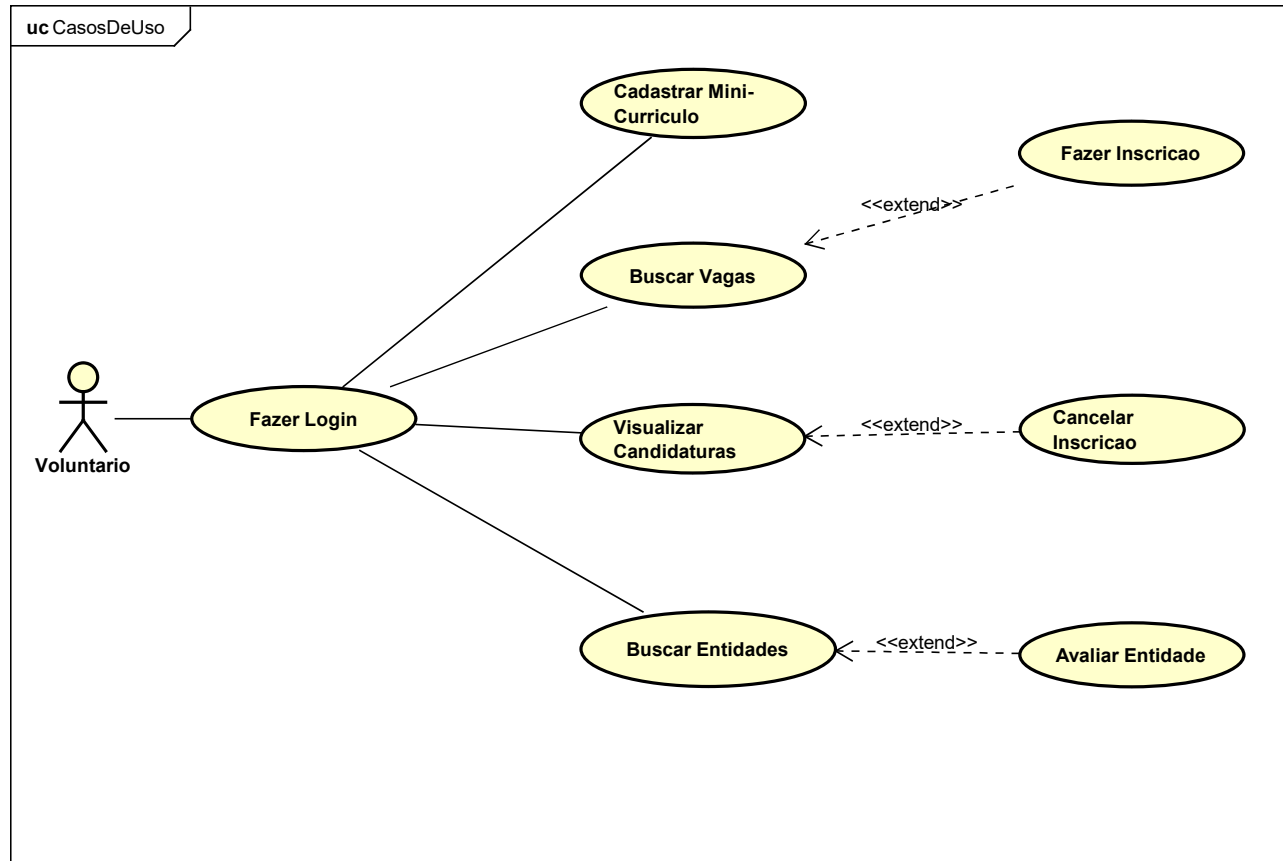 uc CasosDeUso
Cadastrar Mini-
Curriculo
Fazer Inscricao
<<extend>>
Buscar Vagas
Fazer Login
Voluntario
Visualizar
Candidaturas
<<extend>>
Cancelar
Inscricao
Buscar Entidades
<<extend>>
Avaliar Entidade